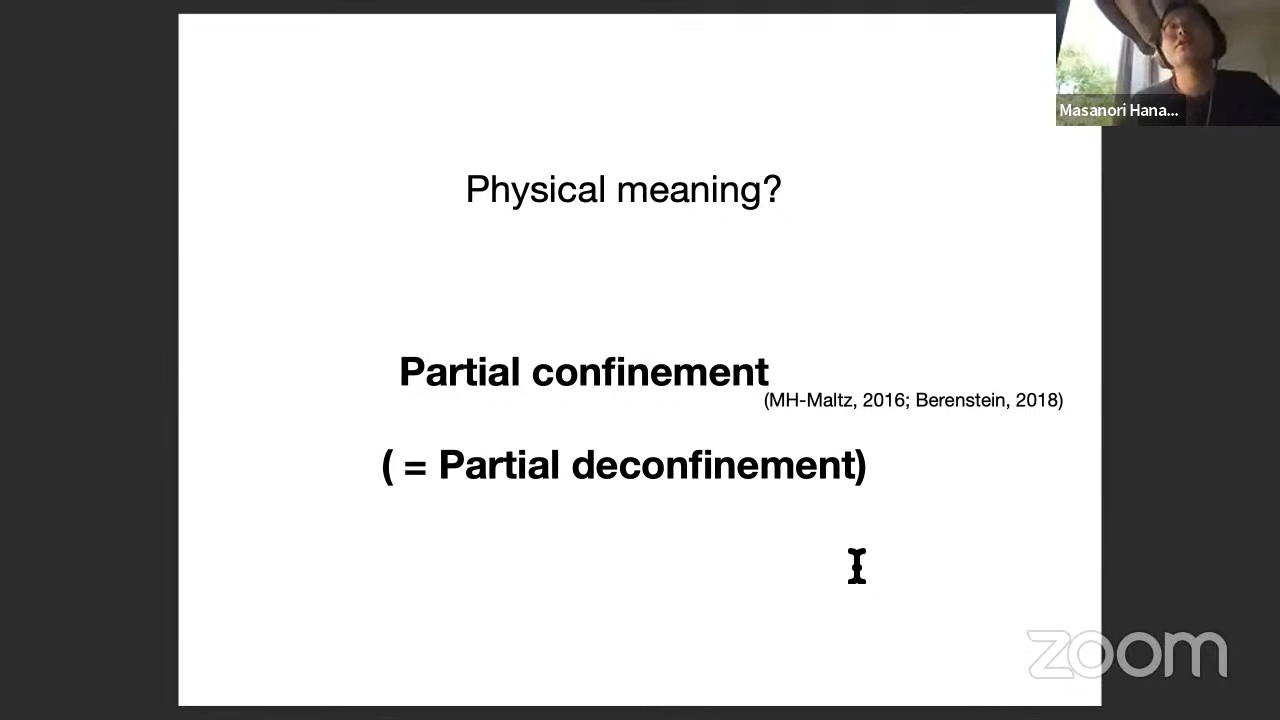 Masanori Hana...
Physical meaning?
Partial confinement
(MH-Maltz, 2016; Berenstein, 2018)
( = Partial deconfinement)
zoom